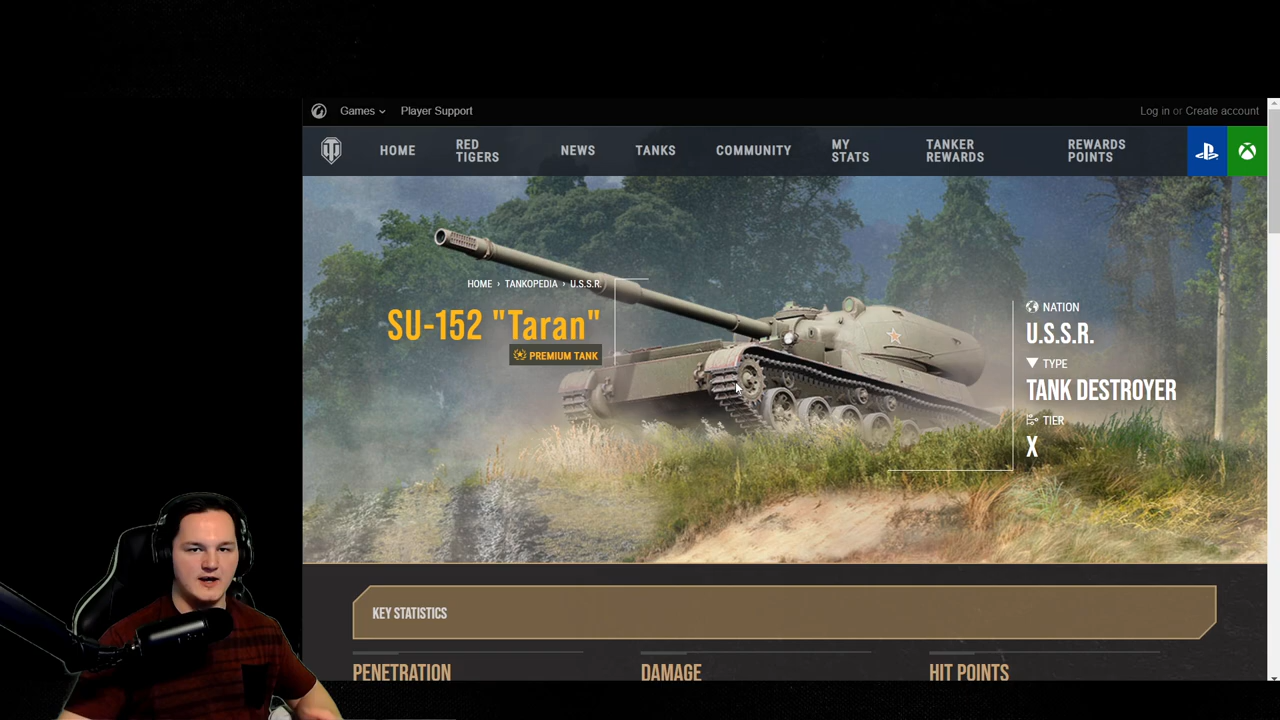 Games Player Support Log in or Create account
HOME RED TIGERS NEWS TANKS COMMUNITY MY STATS TANKER REWARDS REWARDS POINTS
HOME › TANKOPEDIA › U.S.S.R.
SU-152 "Taran"
PREMIUM TANK
NATION
U.S.S.R.
TYPE
TANK DESTROYER
TIER
X
KEY STATISTICS
PENETRATION DAMAGE HIT POINTS